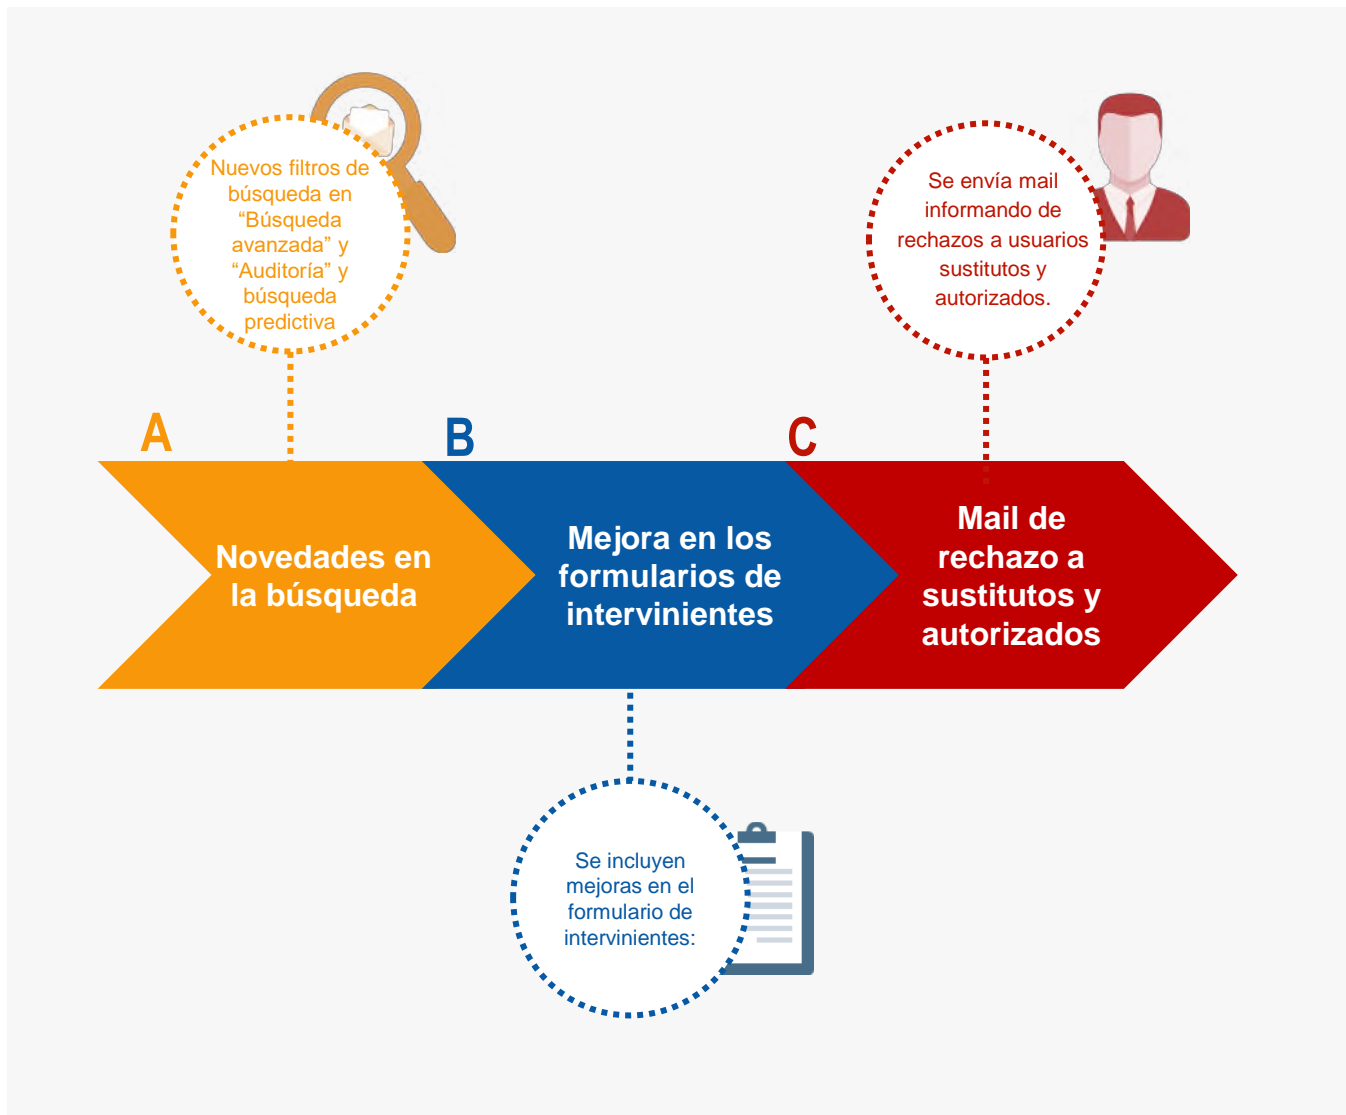 Nuevos filtros de
búsqueda en
“Búsqueda
avanzada” y
“Auditoría” y
búsqueda
predictiva
Se envía mail
informando de
rechazos a usuarios
sustitutos y
autorizados.
A
B
C
Novedades en
la búsqueda
Mejora en los
formularios de
intervinientes
Mail de
rechazo a
sustitutos y
autorizados
Se incluyen
mejoras en el
formulario de
intervinientes: